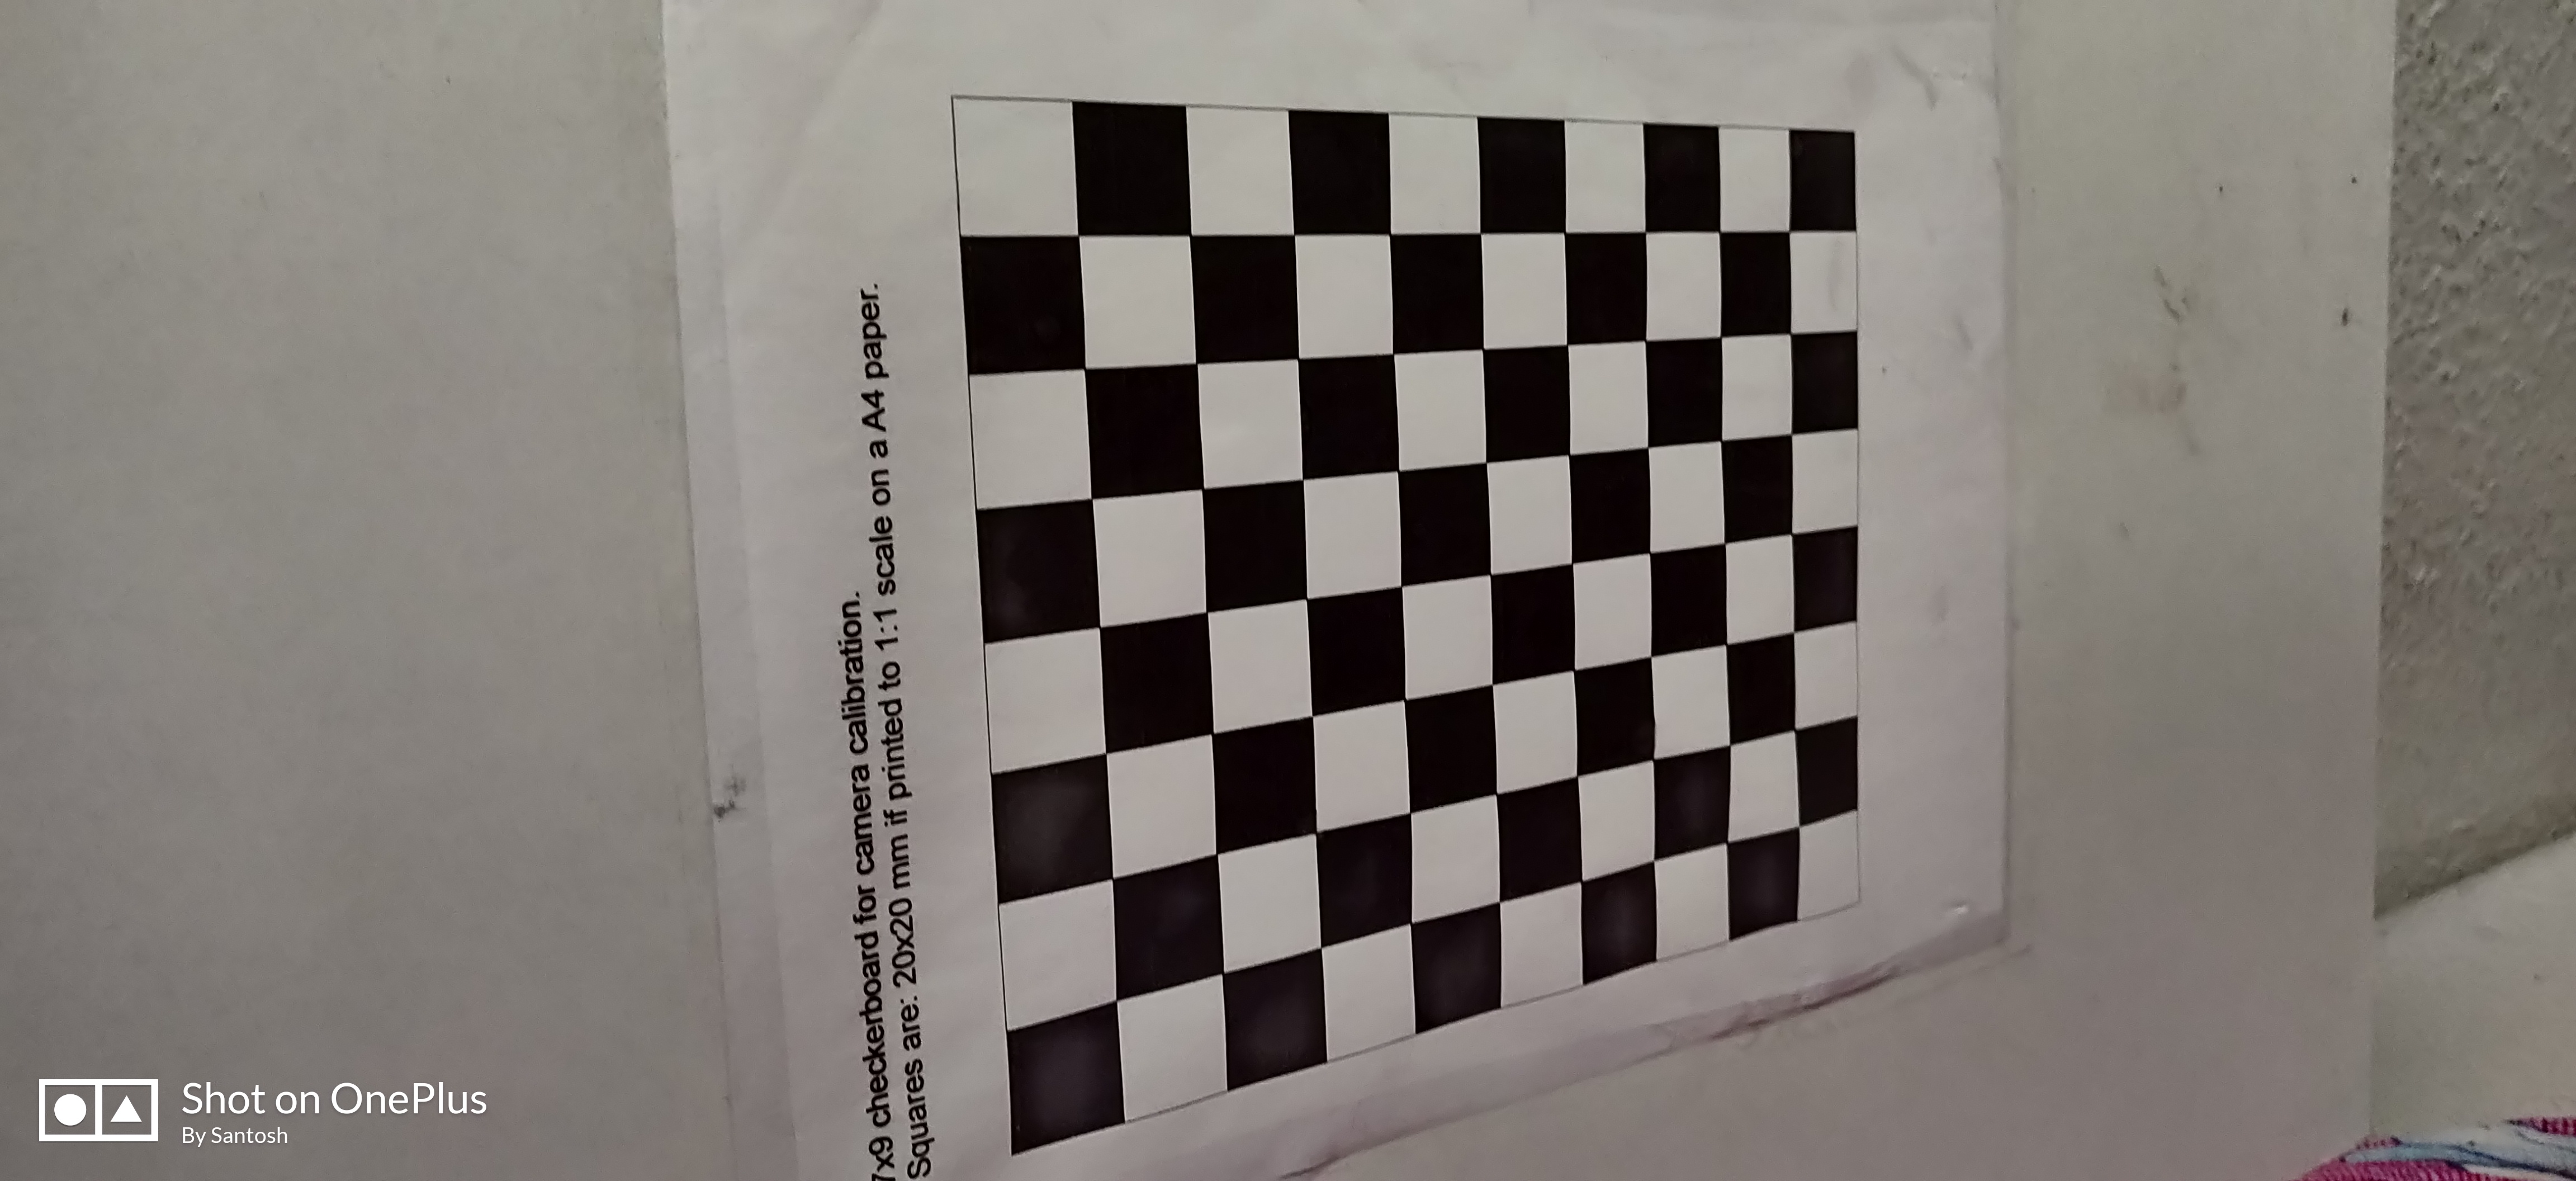 7x9 checkerboard for camera calibration.
Squares are: 20x20 mm if printed to 1:1 scale on a A4 paper.
Shot on OnePlus
By Santosh